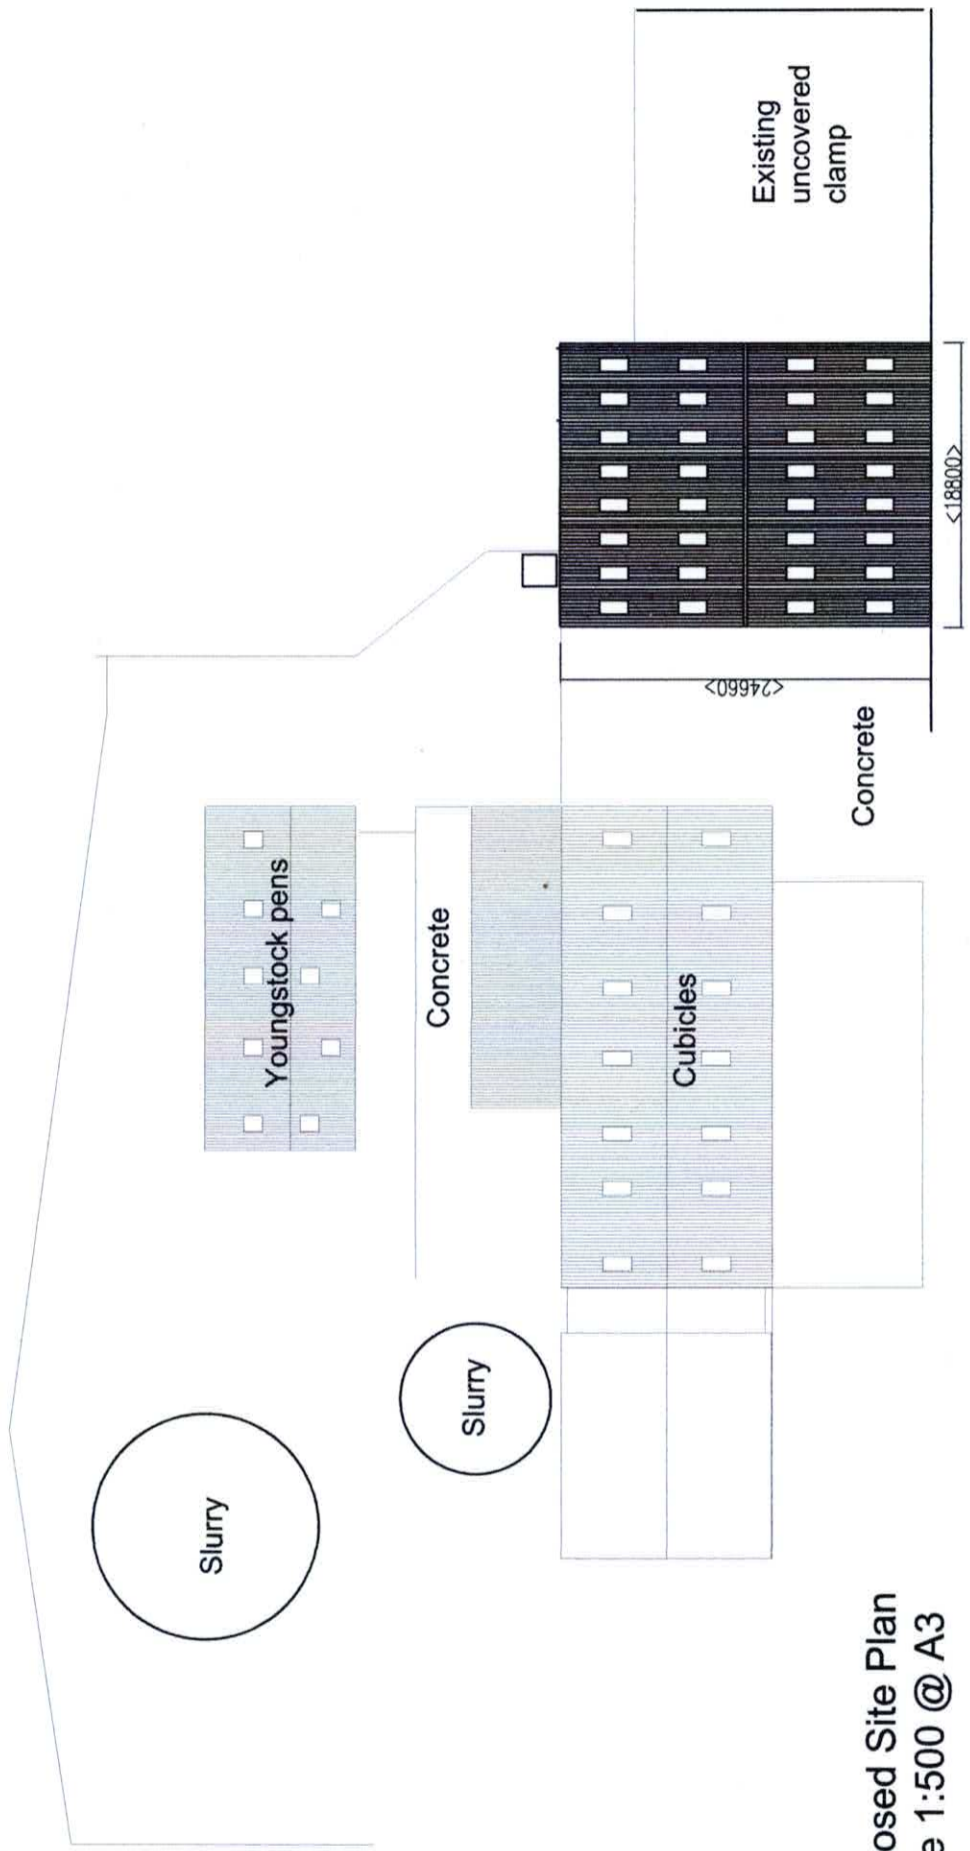 Slurry
Youngstock pens
Concrete
Slurry
Cubicles
<24660>
Existing
uncovered
clamp
Concrete
osed Site Plan
e 1:500 @ A3
<18800>